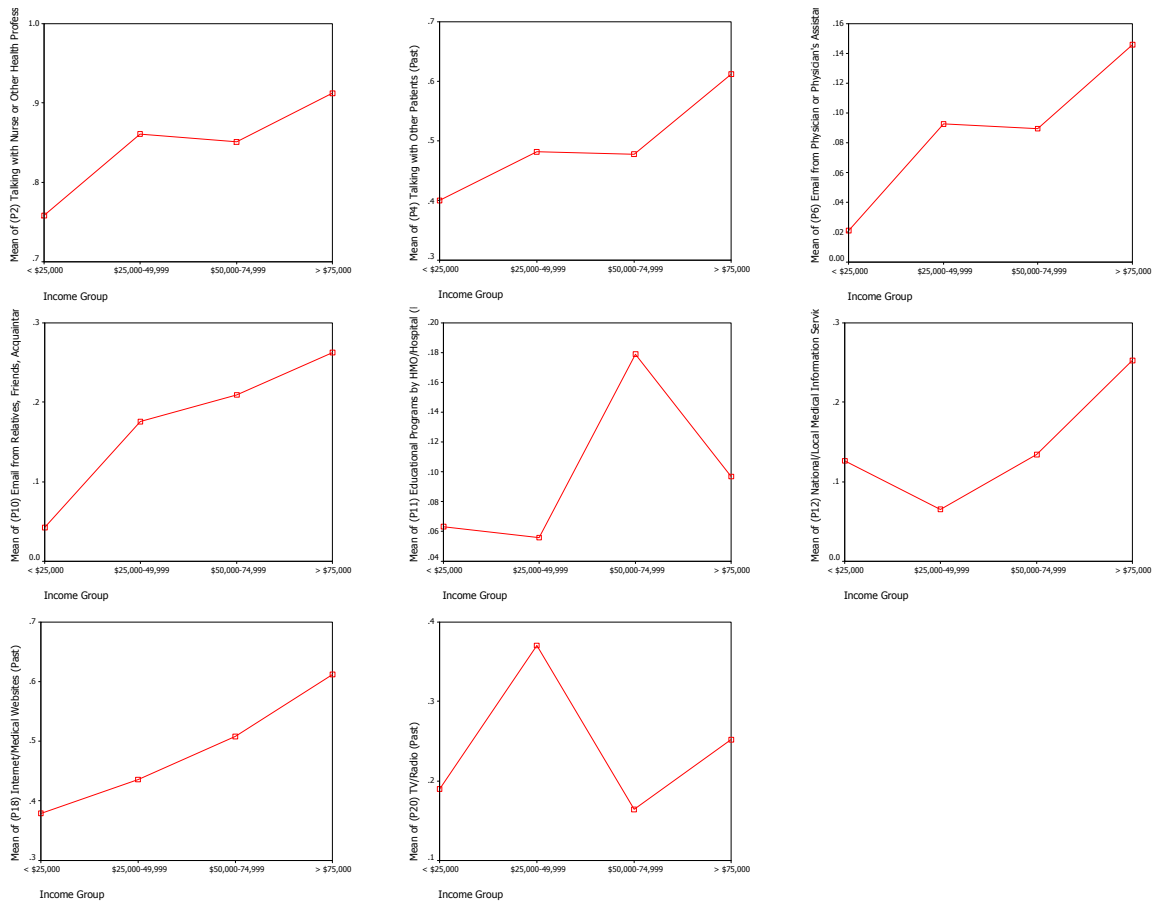 Mean of (P2) Talking with Nurse or Other Health Profess
1.0
.9
.8
.7
< $25,000 25,000-49,999 $50,000-74,999 > $75,000
Income Group
Mean of (P4) Talking with Other Patients (Past)
.7
.6
.5
.4
.3
< $25,000 $25,000-49,999 $50,000-74,999 > $75,000
Income Group
Mean of (P6) Email from Physician or Physician's Assistan
.16
.14
.12
.10
.08
.06
.04
.02
0.00
< $25,000 $25,000-49,999 $50,000-74,999 > $75,000
Income Group
Mean of (P10) Email from Relatives, Friends, Acquaintan
.3
.2
.1
0.0
< $25,000 $25,000-49,999 $50,000-74,999 > $75,000
Income Group
Mean of (P11) Educational Programs by HMO/Hospital (
.20
.18
.16
.14
.12
.10
.08
.06
.04
< $25,000 $25,000-49,999 $50,000-74,999 > $75,000
Income Group
Mean of (P12) National/Local Medical Information Servic
.3
.2
.1
0.0
< $25,000 $25,000-49,999 $50,000-74,999 > $75,000
Income Group
Mean of (P18) Internet/Medical Websites (Past)
.7
.6
.5
.4
.3
< $25,000 $25,000-49,999 $50,000-74,999 > $75,000
Income Group
Mean of (P20) TV/Radio (Past)
.4
.3
.2
.1
< $25,000 $25,000-49,999 $50,000-74,999 > $75,000
Income Group